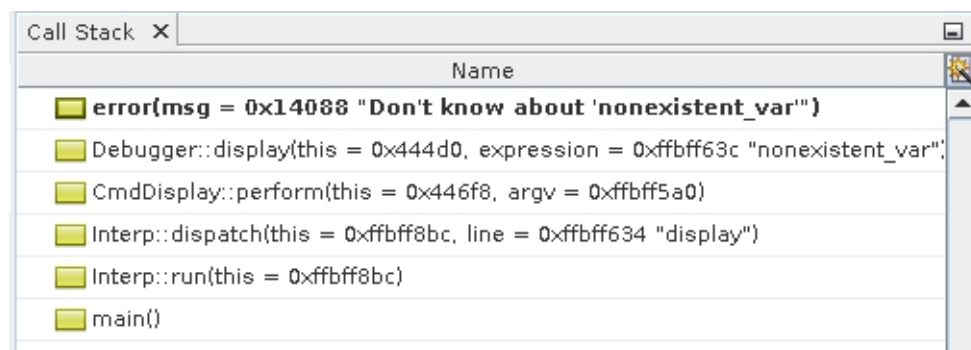 Call Stack
Name
error(msg = 0x14088 "Don't know about 'nonexistent_var'")
Debugger::display(this = 0x444d0, expression = 0xffbff63c "nonexistent_var")
CmdDisplay::perform(this = 0x446f8, argv = 0xffbff5a0)
Interp::dispatch(this = 0xffbff8bc, line = 0xffbff634 "display")
Interp::run(this = 0xffbff8bc)
main()